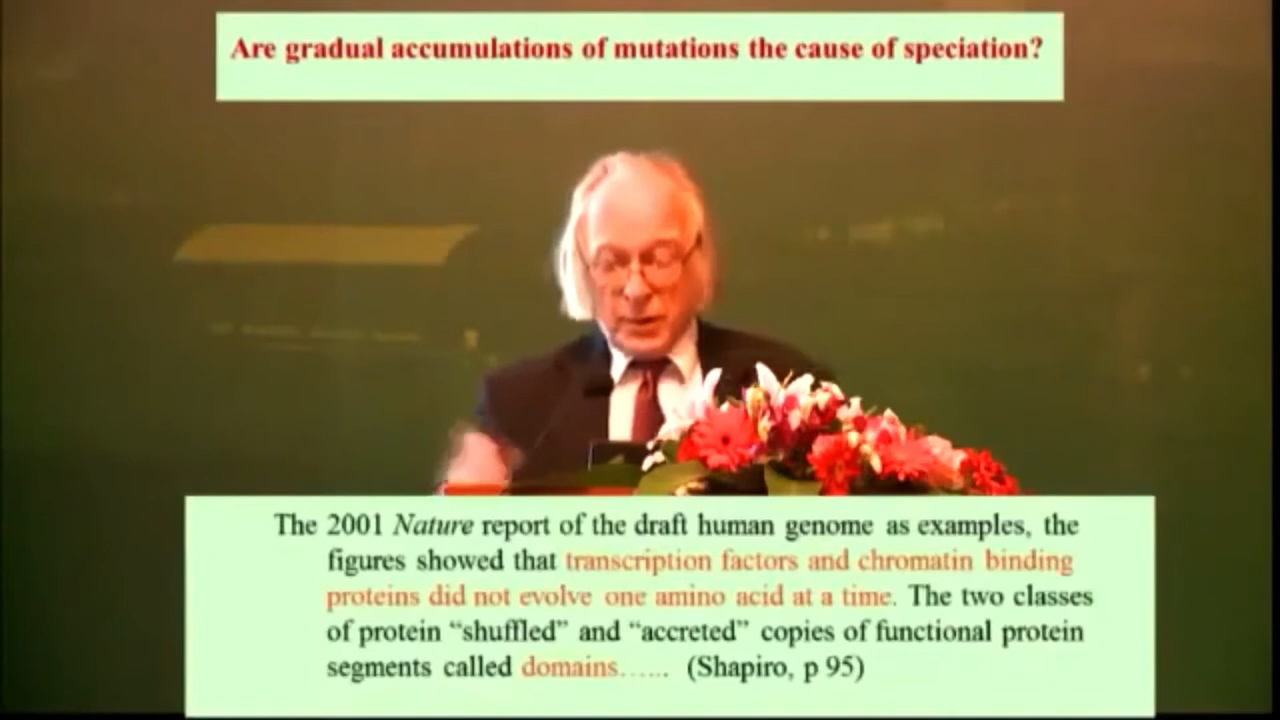 Are gradual accumulations of mutations the cause of speciation?
The 2001 Nature report of the draft human genome as examples, the
figures showed that transcription factors and chromatin binding
proteins did not evolve one amino acid at a time. The two classes
of protein “shuffled” and “accreted” copies of functional protein
segments called domains…… (Shapiro, p 95)